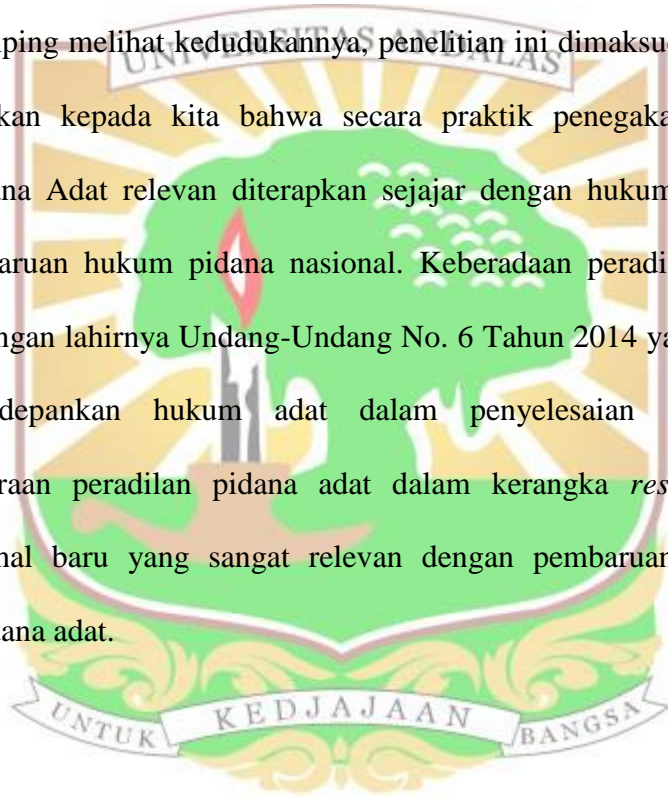 ping melihat kedudukannya, penelitian ini dimaksud
UNIVERSITAS ANDALAS
kan kepada kita bahwa secara praktik penegaka
na Adat relevan diterapkan sejajar dengan hukum
aruan hukum pidana nasional. Keberadaan peradi
ngan lahirnya Undang-Undang No. 6 Tahun 2014 ya
depankan hukum adat dalam penyelesaian
raan peradilan pidana adat dalam kerangka res
nal baru yang sangat relevan dengan pembaruan
dana adat.
UNTUK KEDJAJAAN BANGSA